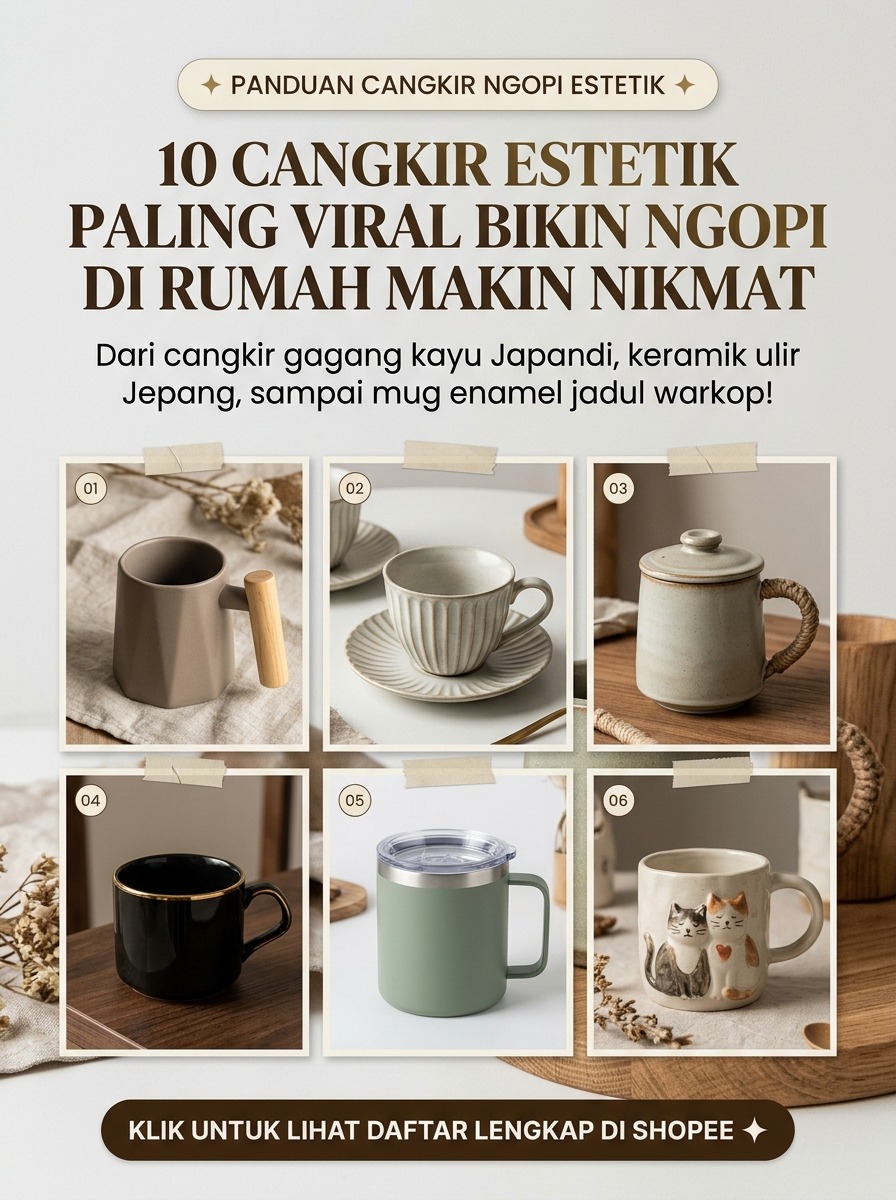 ✦ PANDUAN CANGKIR NGOPI ESTETIK ✦
10 CANGKIR ESTETIK
PALING VIRAL BIKIN NGOPI
DI RUMAH MAKIN NIKMAT
Dari cangkir gagang kayu Japandi, keramik ulir
Jepang, sampai mug enamel jadul warkop!
01
02
03
04
05
06
KLIK UNTUK LIHAT DAFTAR LENGKAP DI SHOPEE ✦